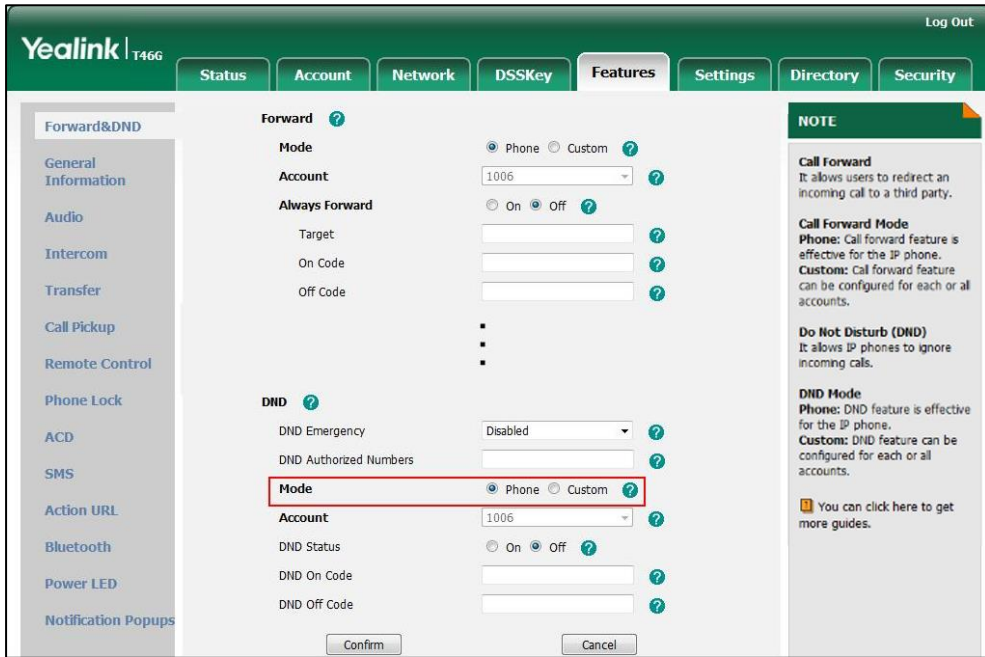 Log Out
Yealink T46G
Status Account Network DSSKey Features Settings Directory Security
Forward&DND
General
Information
Audio
Intercom
Transfer
Call Pickup
Remote Control
Phone Lock
ACD
SMS
Action URL
Bluetooth
Power LED
Notification Popups
Forward ?
Mode Phone Custom ?
Account 1006 ?
Always Forward On Off ?
Target ?
On Code ?
Off Code ?
DND ?
DND Emergency Disabled ?
DND Authorized Numbers ?
Mode Phone Custom ?
Account 1006 ?
DND Status On Off ?
DND On Code ?
DND Off Code ?
Confirm Cancel
NOTE
Call Forward
It allows users to redirect an
incoming call to a third party.
Call Forward Mode
Phone: Call forward feature is
effective for the IP phone.
Custom: Call forward feature
can be configured for each or all
accounts.
Do Not Disturb (DND)
It allows IP phones to ignore
incoming calls.
DND Mode
Phone: DND feature is effective
for the IP phone.
Custom: DND feature can be
configured for each or all
accounts.
You can click here to get
more guides.